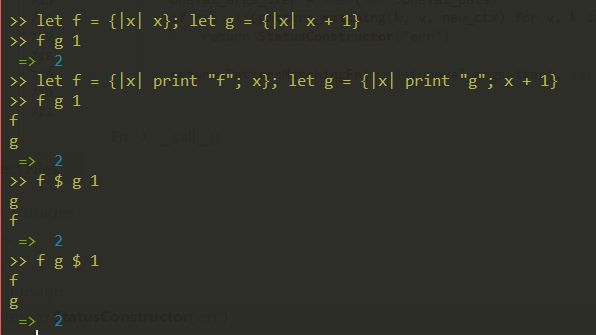 >> let f = {|x| x}; let g = {|x| x + 1}
>> f g 1
=> 2
>> let f = {|x| print "f"; x}; let g = {|x| print "g"; x + 1}
>> f g 1
f
g
=> 2
>> f $ g 1
g
f
=> 2
>> f g $ 1
f
g
=> 2